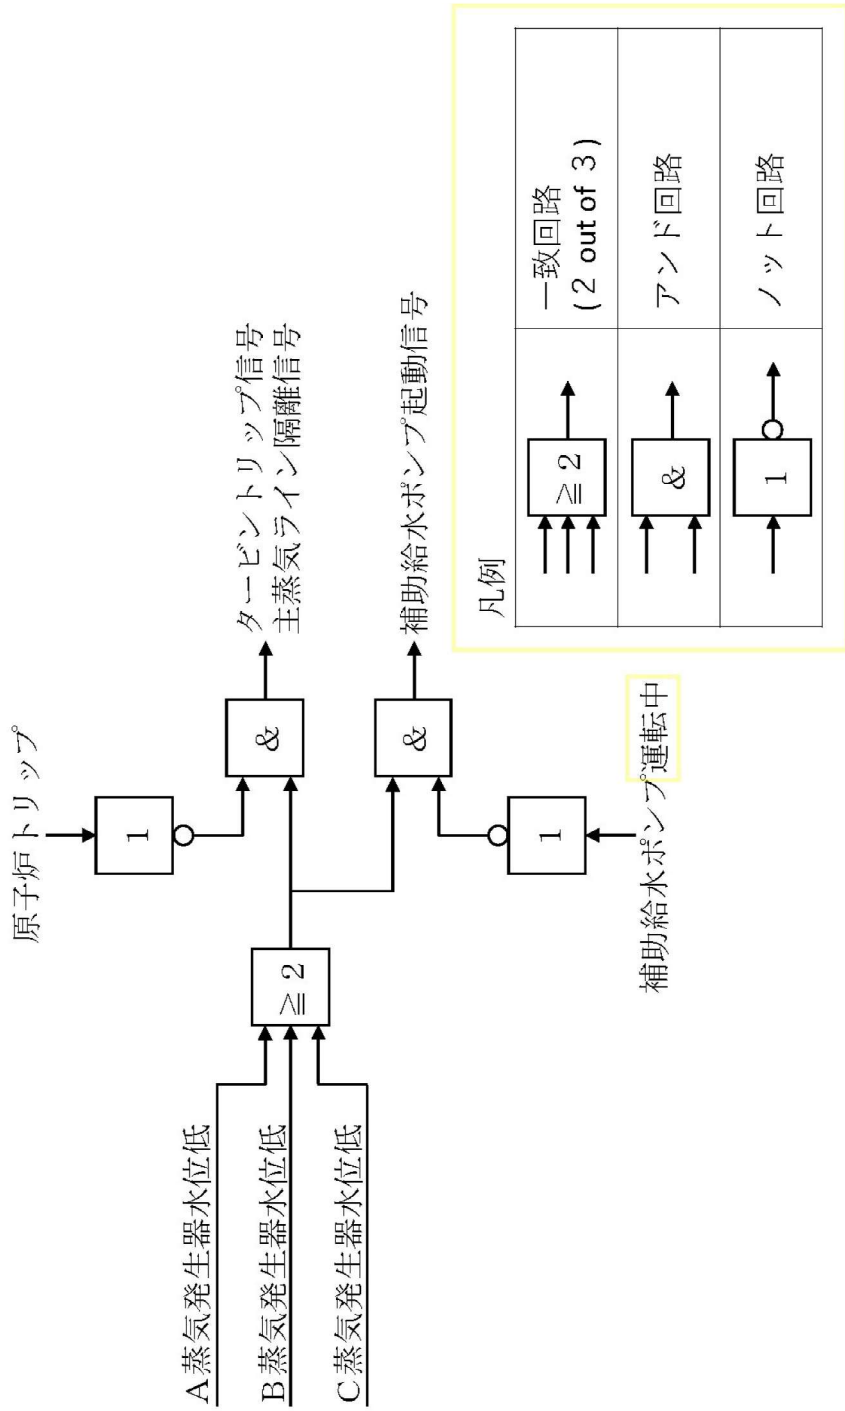 原子炉トリップ
1
A蒸気発生器水位低
B蒸気発生器水位低
C蒸気発生器水位低
≧2
&
タービントリップ信号
主蒸気ライン隔離信号
&
補助給水ポンプ起動信号
1
補助給水ポンプ運転中
凡例
≧2
一致回路
(2 out of 3)
&
アンド回路
1
ノット回路